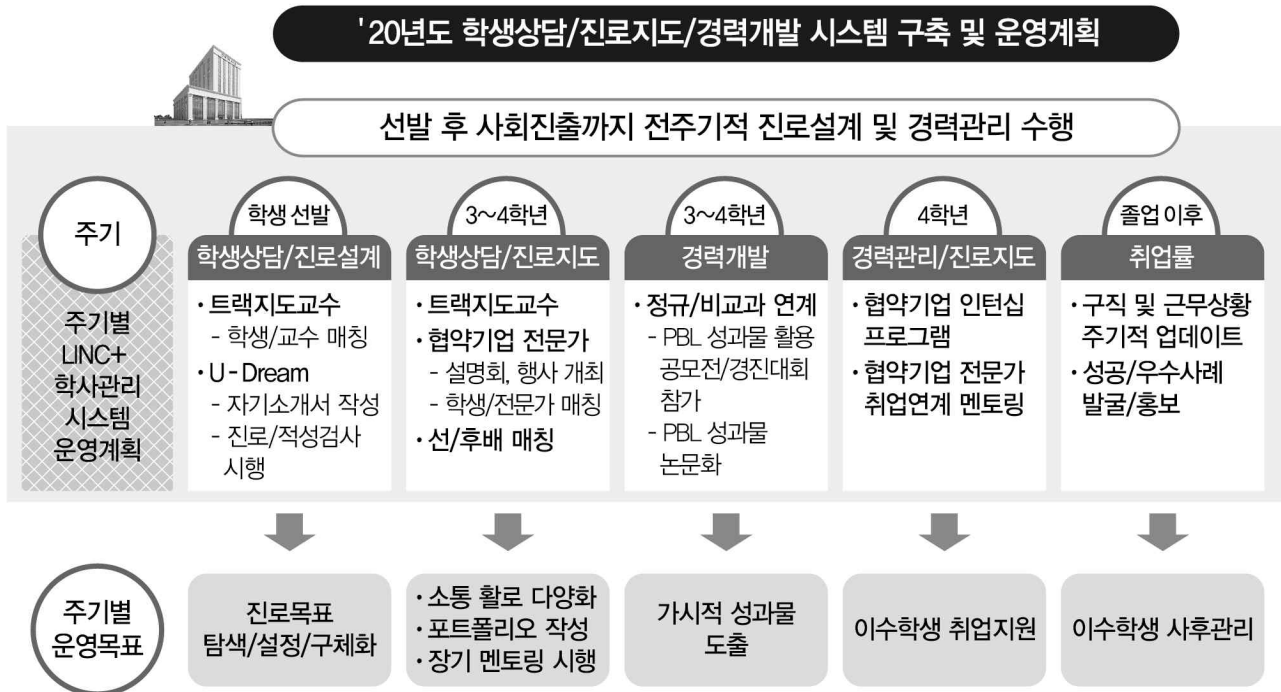 '20년도 학생상담/진로지도/경력개발 시스템 구축 및 운영계획
선발 후 사회진출까지 전주기적 진로설계 및 경력관리 수행
주기
주기별
LINC+
학사관리
시스템
운영계획
학생 선발
학생상담/진로설계
· 트랙지도교수
- 학생/교수 매칭
· U-Dream
- 자기소개서 작성
- 진로/적성검사
시행
3~4학년
학생상담/진로지도
· 트랙지도교수
· 협약기업 전문가
- 설명회, 행사 개최
- 학생/전문가 매칭
· 선/후배 매칭
3~4학년
경력개발
· 정규/비교과 연계
- PBL 성과물 활용
공모전/경진대회
참가
- PBL 성과물
논문화
4학년
경력관리/진로지도
· 협약기업 인턴십
프로그램
· 협약기업 전문가
취업연계 멘토링
졸업 이후
취업률
· 구직 및 근무상황
주기적 업데이트
· 성공/우수사례
발굴/홍보
주기별
운영목표
진로목표
탐색/설정/구체화
· 소통 활로 다양화
· 포트폴리오 작성
· 장기 멘토링 시행
가시적 성과물
도출
이수학생 취업지원
이수학생 사후관리